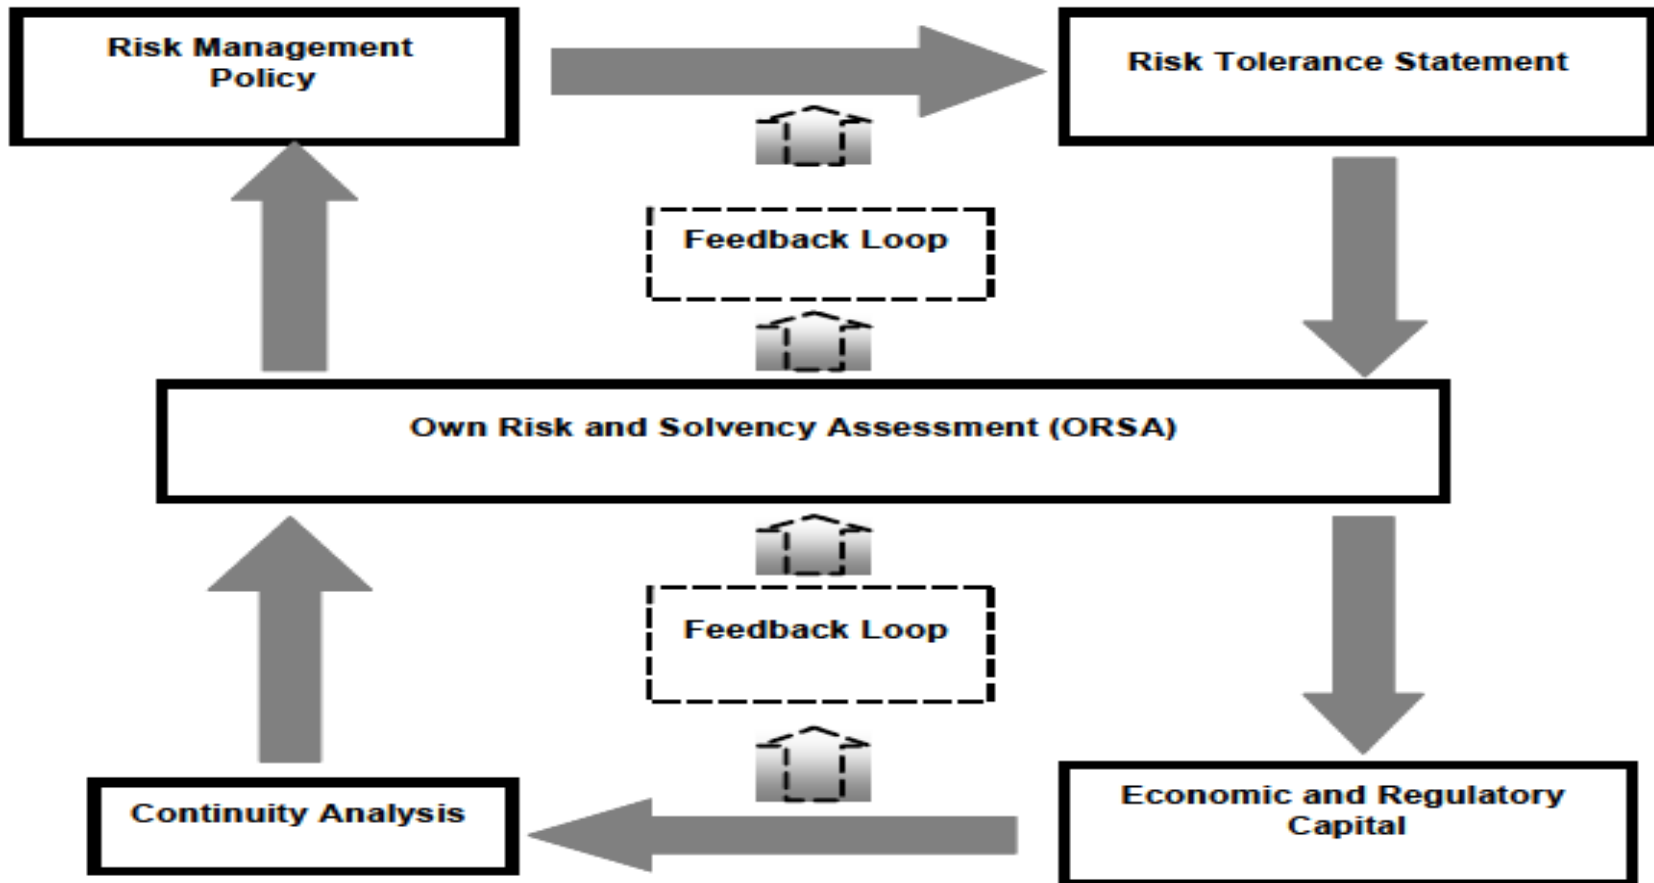 Risk Management
Policy
Risk Tolerance Statement
Feedback Loop
Own Risk and Solvency Assessment (ORSA)
Feedback Loop
Continuity Analysis
Economic and Regulatory
Capital